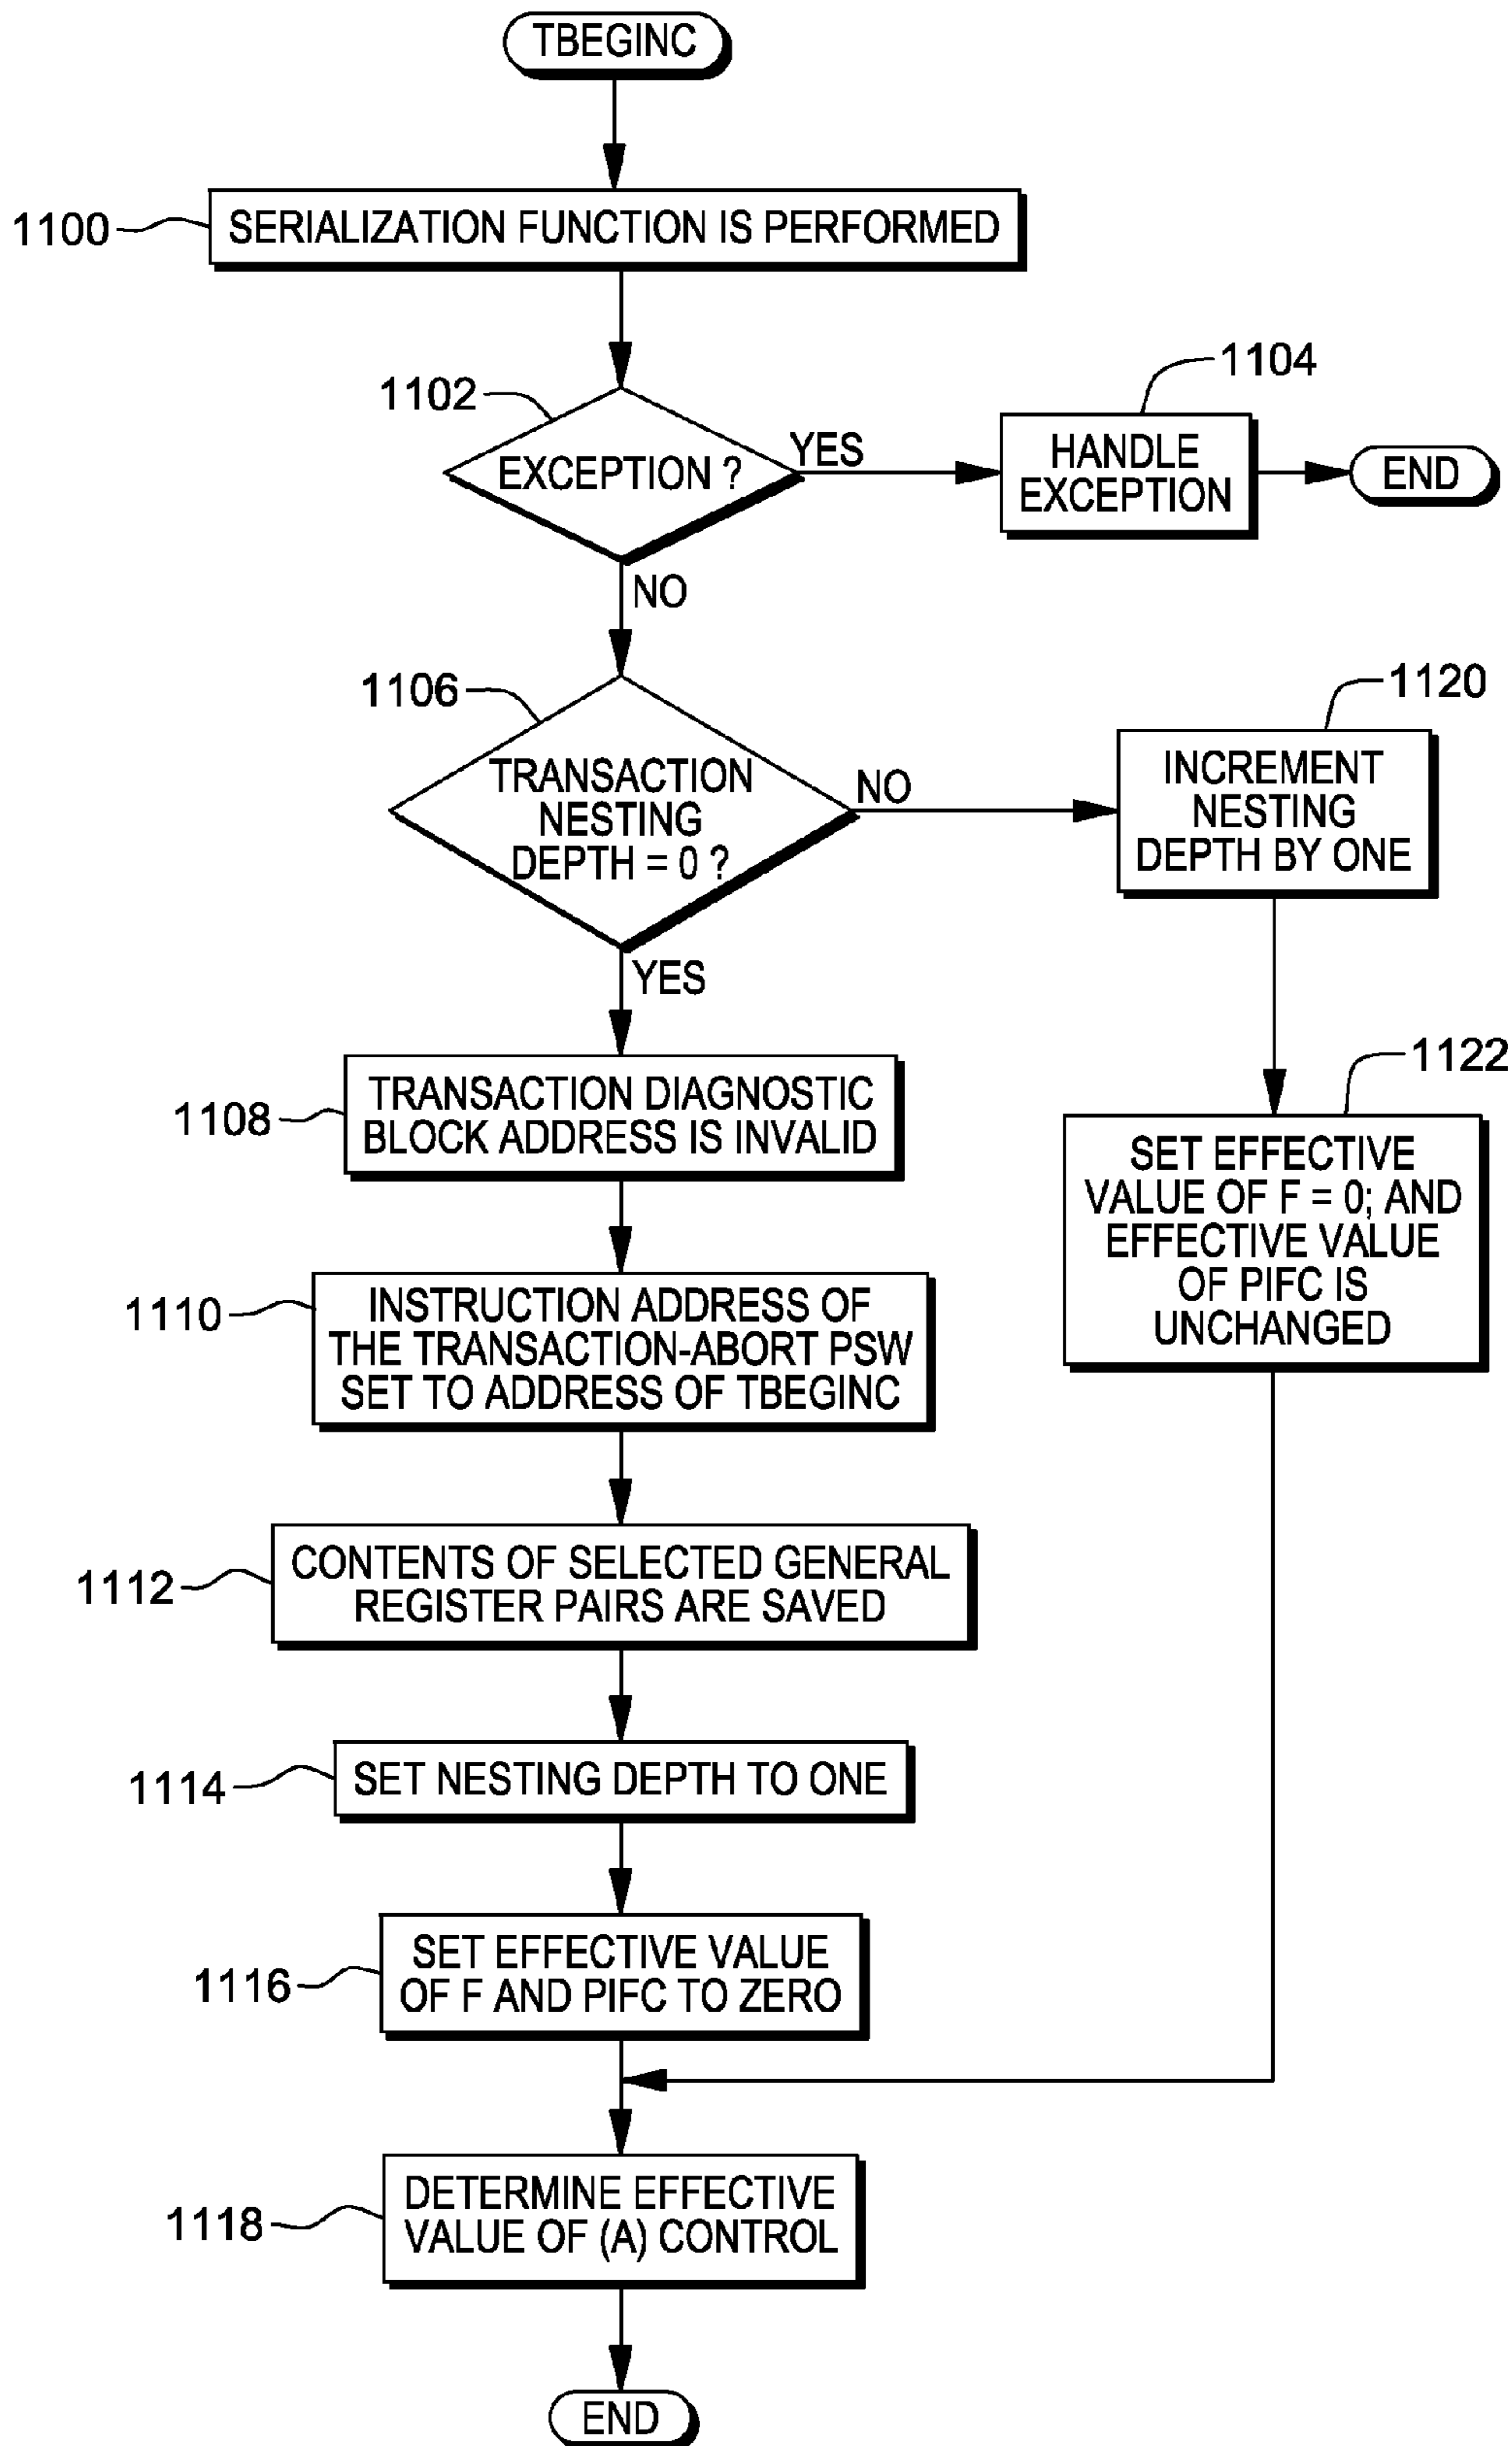 TBEGINC
1100
SERIALIZATION FUNCTION IS PERFORMED
1102
EXCEPTION ?
YES
1104
HANDLE
EXCEPTION
END
NO
1106
TRANSACTION
NESTING
DEPTH = 0 ?
NO
1120
INCREMENT
NESTING
DEPTH BY ONE
YES
1108
TRANSACTION DIAGNOSTIC
BLOCK ADDRESS IS INVALID
1122
SET EFFECTIVE
VALUE OF F = 0; AND
EFFECTIVE VALUE
OF PIFC IS
UNCHANGED
1110
INSTRUCTION ADDRESS OF
THE TRANSACTION-ABORT PSW
SET TO ADDRESS OF TBEGINC
1112
CONTENTS OF SELECTED GENERAL
REGISTER PAIRS ARE SAVED
1114
SET NESTING DEPTH TO ONE
1116
SET EFFECTIVE VALUE
OF F AND PIFC TO ZERO
1118
DETERMINE EFFECTIVE
VALUE OF (A) CONTROL
END